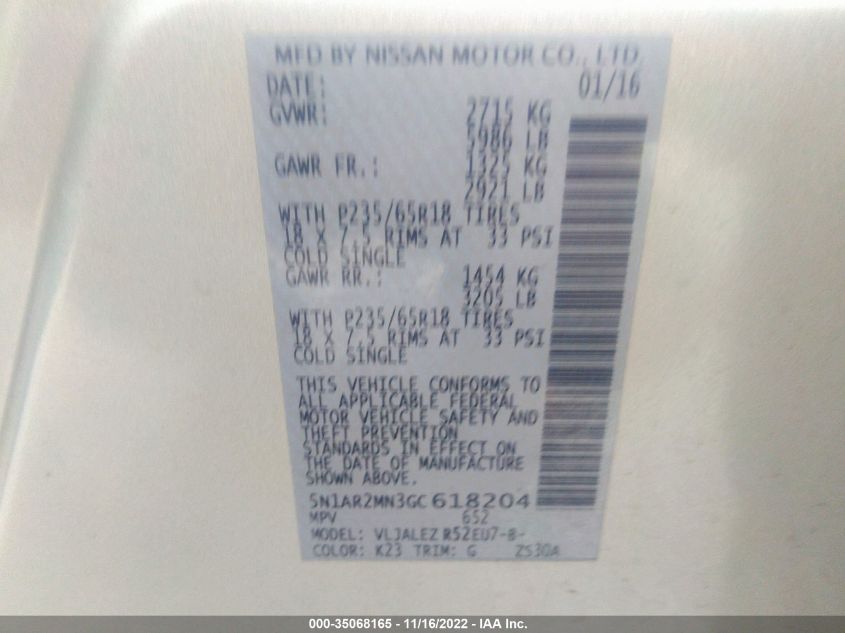 MFD BY NISSAN MOTOR CO., LTD.
DATE: 01/16
GVWR: 2715 KG
5986 LB
GAWR FR.: 1325 KG
2921 LB
WITH P235/65R18 TIRES
18 X 7.5 RIMS AT 33 PSI
COLD SINGLE
GAWR RR.: 1454 KG
3205 LB
WITH P235/65R18 TIRES
18 X 7.5 RIMS AT 33 PSI
COLD SINGLE
THIS VEHICLE CONFORMS TO
ALL APPLICABLE FEDERAL
MOTOR VEHICLE SAFETY AND
THEFT PREVENTION
STANDARDS IN EFFECT ON
THE DATE OF MANUFACTURE
SHOWN ABOVE.
5N1AR2MN3GC618204
MPV 652
MODEL: VLJALEZ R52EU7-B-
COLOR: K23 TRIM: G ZS30A
000-35068165 - 11/16/2022 - IAA Inc.